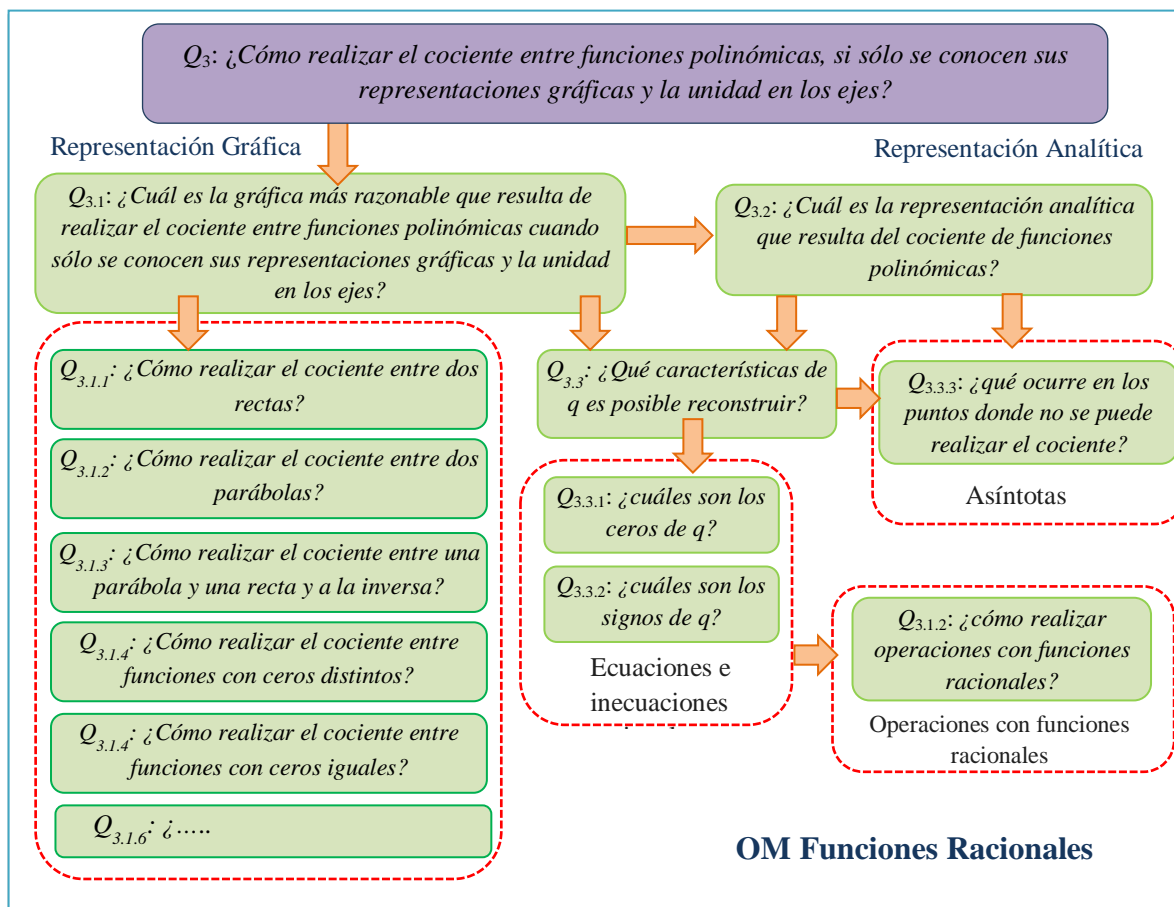 Q3: ¿Cómo realizar el cociente entre funciones polinómicas, si sólo se conocen sus
representaciones gráficas y la unidad en los ejes?
Representación Gráfica
Representación Analítica
Q3.1: ¿Cuál es la gráfica más razonable que resulta de
realizar el cociente entre funciones polinómicas cuando
sólo se conocen sus representaciones gráficas y la unidad
en los ejes?
Q3.2: ¿Cuál es la representación analítica
que resulta del cociente de funciones
polinómicas?
Q3.1.1: ¿Cómo realizar el cociente entre dos
rectas?
Q3.1.2: ¿Cómo realizar el cociente entre dos
parábolas?
Q3.1.3: ¿Cómo realizar el cociente entre una
parábola y una recta y a la inversa?
Q3.1.4: ¿Cómo realizar el cociente entre
funciones con ceros distintos?
Q3.1.4: ¿Cómo realizar el cociente entre
funciones con ceros iguales?
Q3.1.6: ¿.....
Q3.3: ¿Qué características de
q es posible reconstruir?
Q3.3.3: ¿qué ocurre en los
puntos donde no se puede
realizar el cociente?
Asíntotas
Q3.3.1: ¿cuáles son los
ceros de q?
Q3.3.2: ¿cuáles son los
signos de q?
Ecuaciones e
inecuaciones
Q3.1.2: ¿cómo realizar
operaciones con funciones
racionales?
Operaciones con funciones
racionales
OM Funciones Racionales